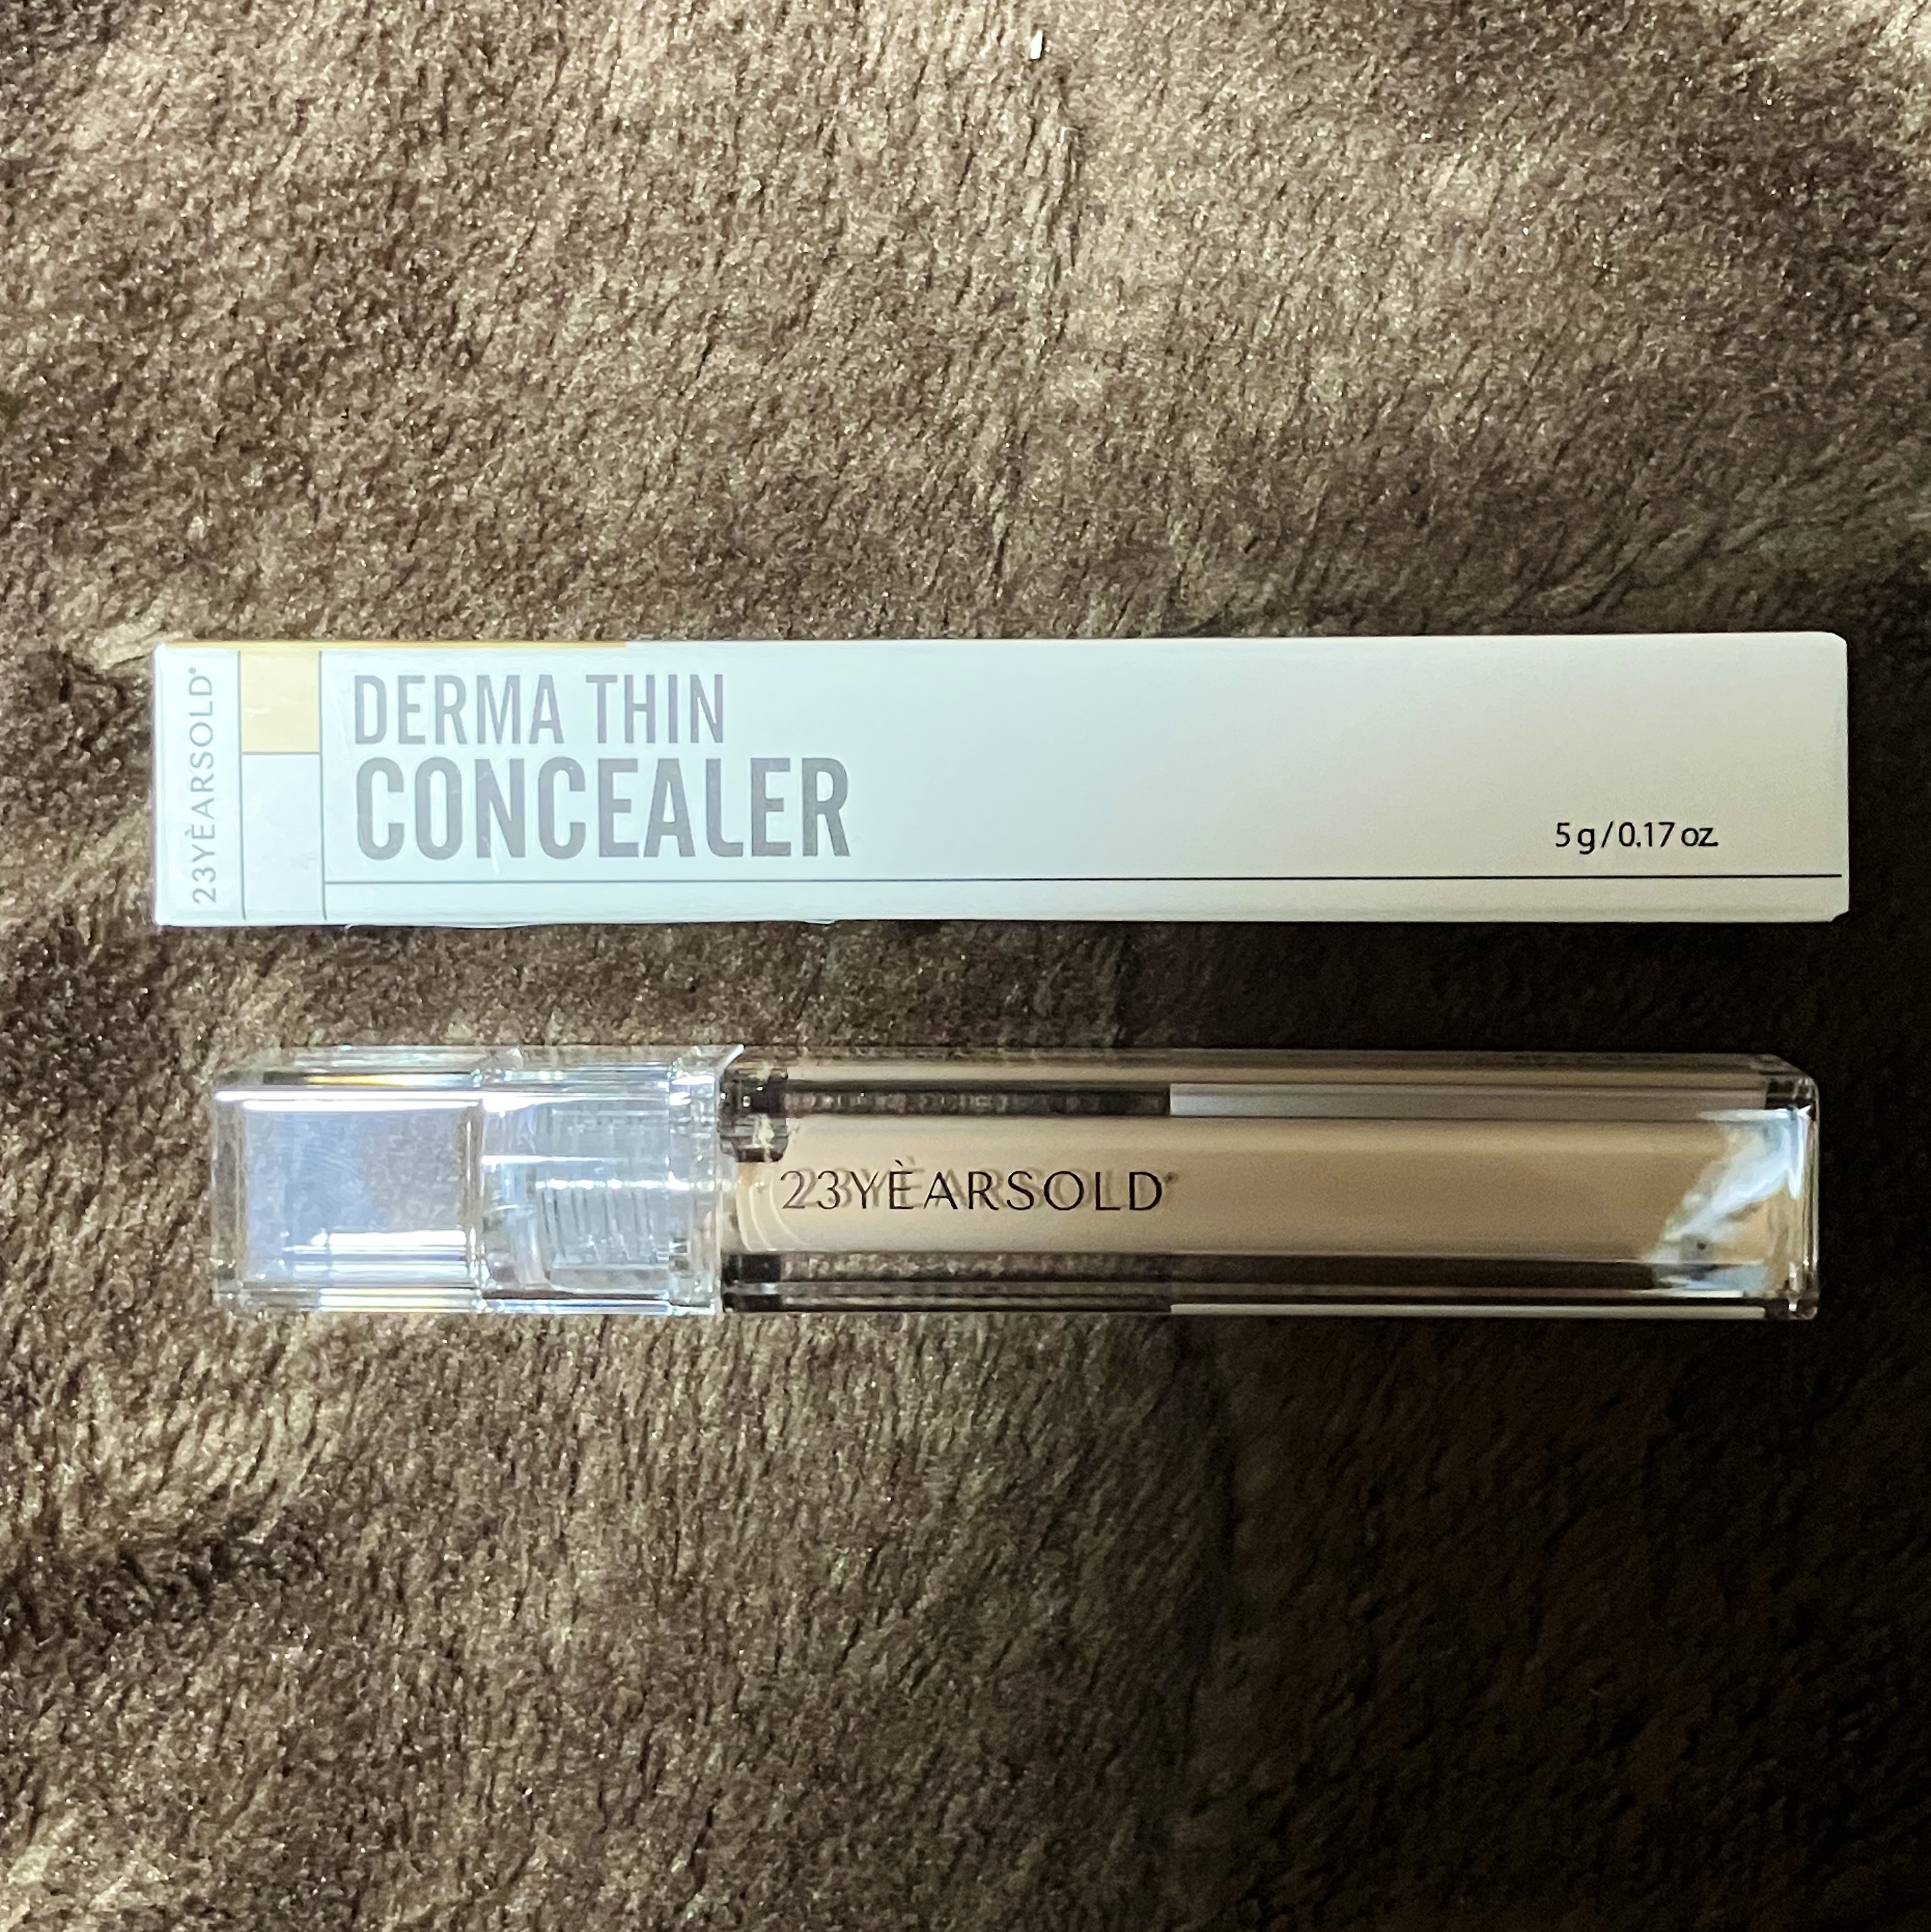 23YÈARSOLD®
DERMA THIN
CONCEALER
5 g / 0.17 oz.
23YÈARSOLD®